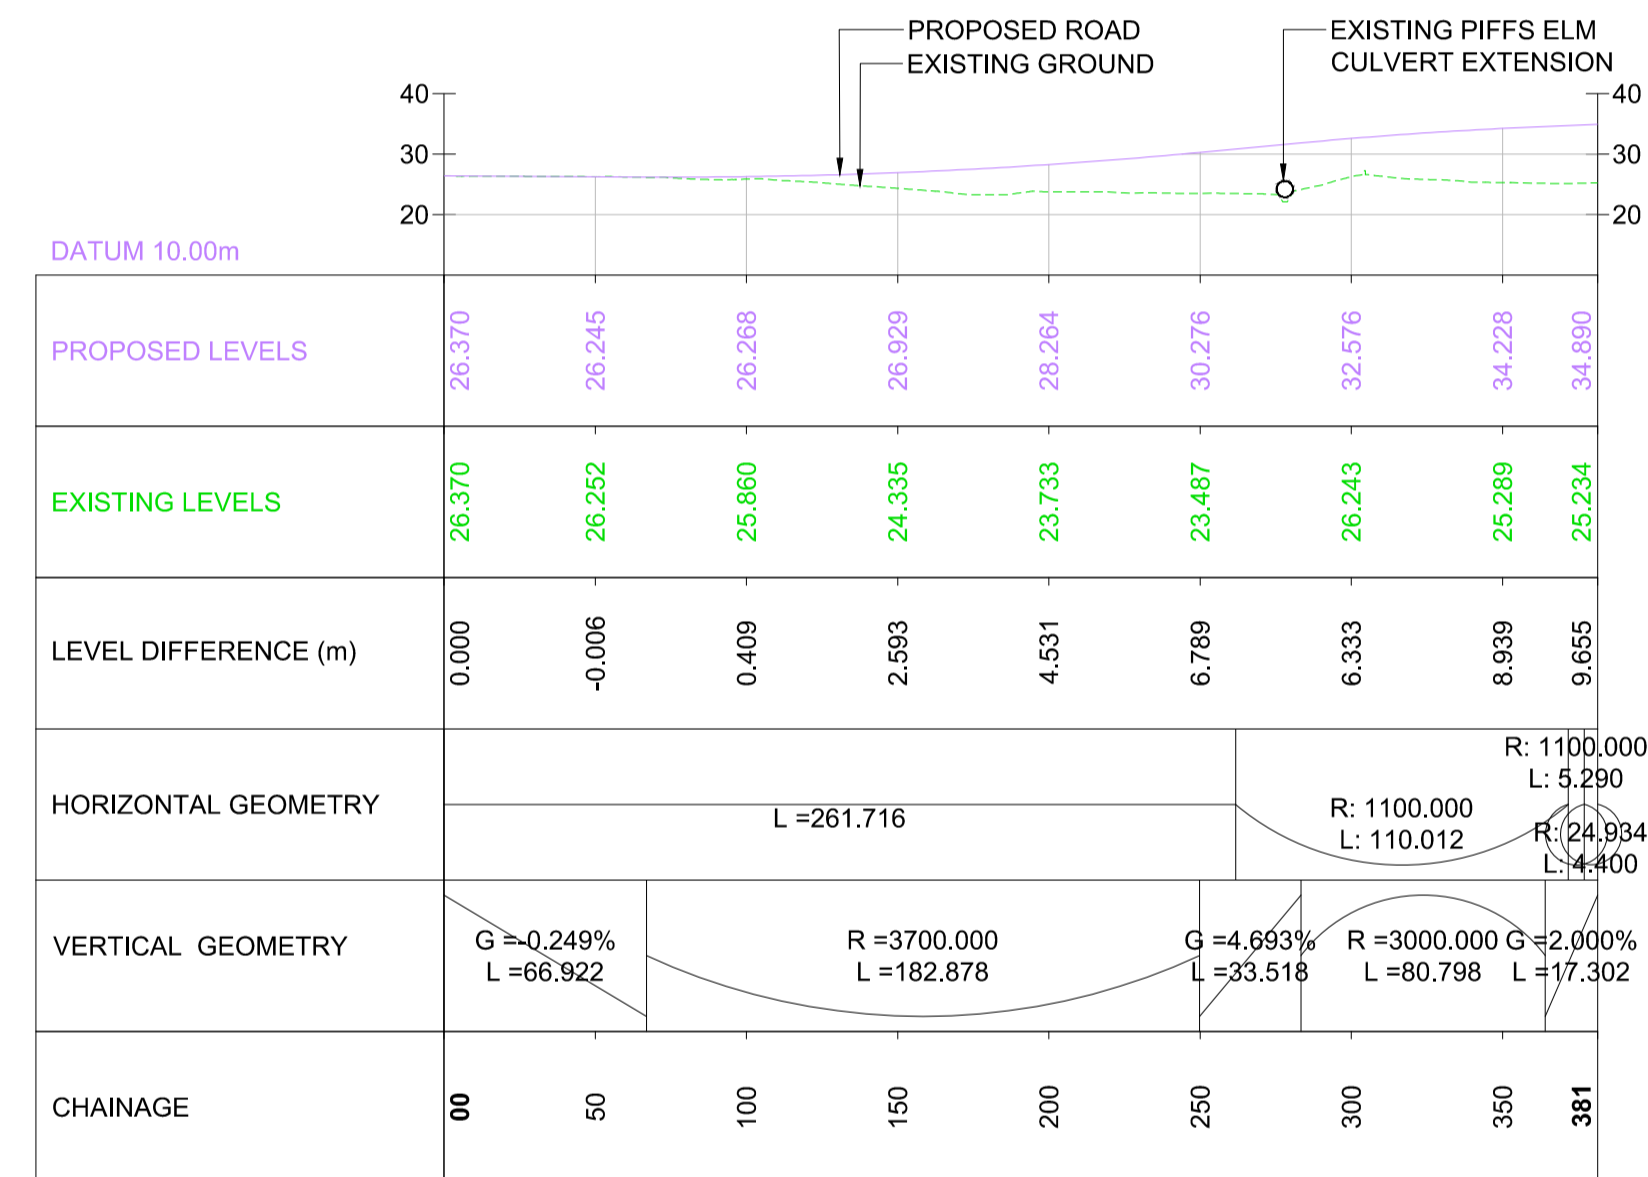 PROPOSED ROAD
EXISTING GROUND
EXISTING PIFFS ELM
CULVERT EXTENSION
40
30
20
40
30
20
DATUM 10.00m
PROPOSED LEVELS
26.370
26.245
26.268
26.929
28.264
30.276
32.576
34.228
34.890
EXISTING LEVELS
26.370
26.252
25.860
24.335
23.733
23.487
26.243
25.289
25.234
LEVEL DIFFERENCE (m)
0.000
-0.006
0.409
2.593
4.531
6.789
6.333
8.939
9.655
HORIZONTAL GEOMETRY
L =261.716
R: 1100.000
L: 110.012
R: 1100.000
L: 5.290
R: 24.934
L: 4.400
VERTICAL GEOMETRY
G =-0.249%
L =66.922
R =3700.000
L =182.878
G =4.693%
L =33.518
R =3000.000
L =80.798
G =2.000%
L =17.302
CHAINAGE
00
50
100
150
200
250
300
350
381